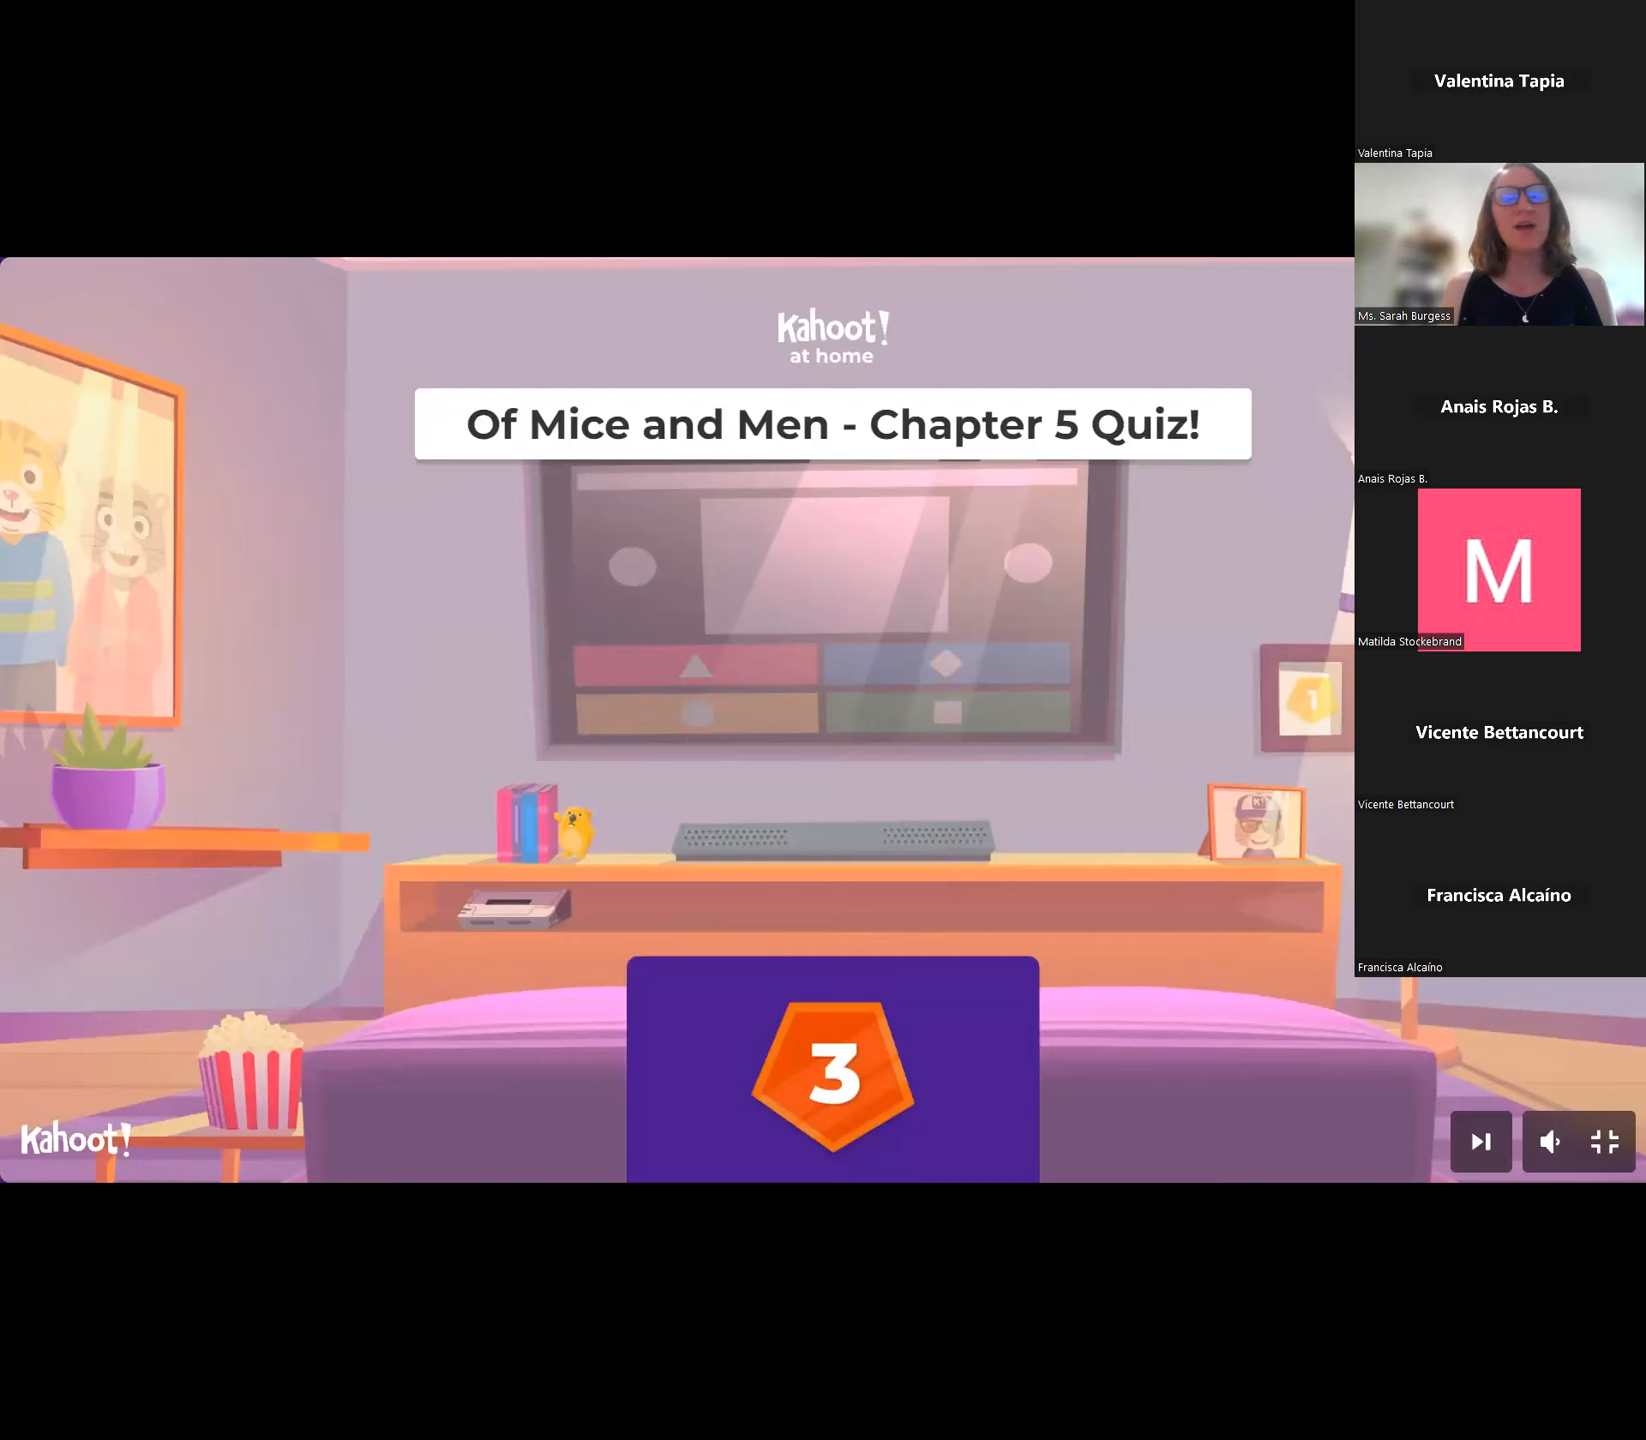 Valentina Tapia
Valentina Tapia
Ms. Sarah Burgess
Anais Rojas B.
Anais Rojas B.
M
Matilda Stockebrand
Vicente Bettancourt
Vicente Bettancourt
Francisca Alcaíno
Francisca Alcaíno
Kahoot!
at home
Of Mice and Men - Chapter 5 Quiz!
1
K!
3
Kahoot!